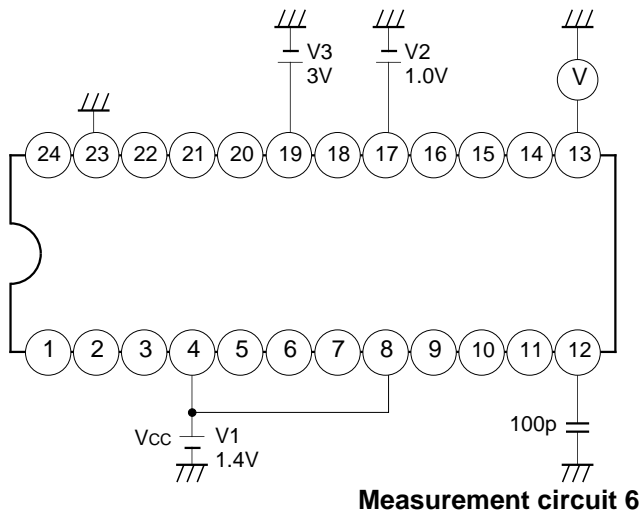 V3
3V
V2
1.0V
V
24 23 22 21 20 19 18 17 16 15 14 13
1 2 3 4 5 6 7 8 9 10 11 12
VCC V1
1.4V
100p
Measurement circuit 6